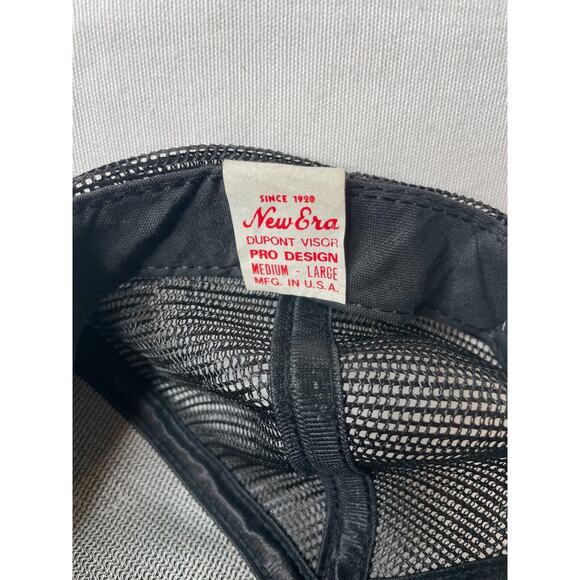 SINCE 1920
New Era
DUPONT VISOR
PRO DESIGN
MEDIUM - LARGE
MFG. IN U.S.A.